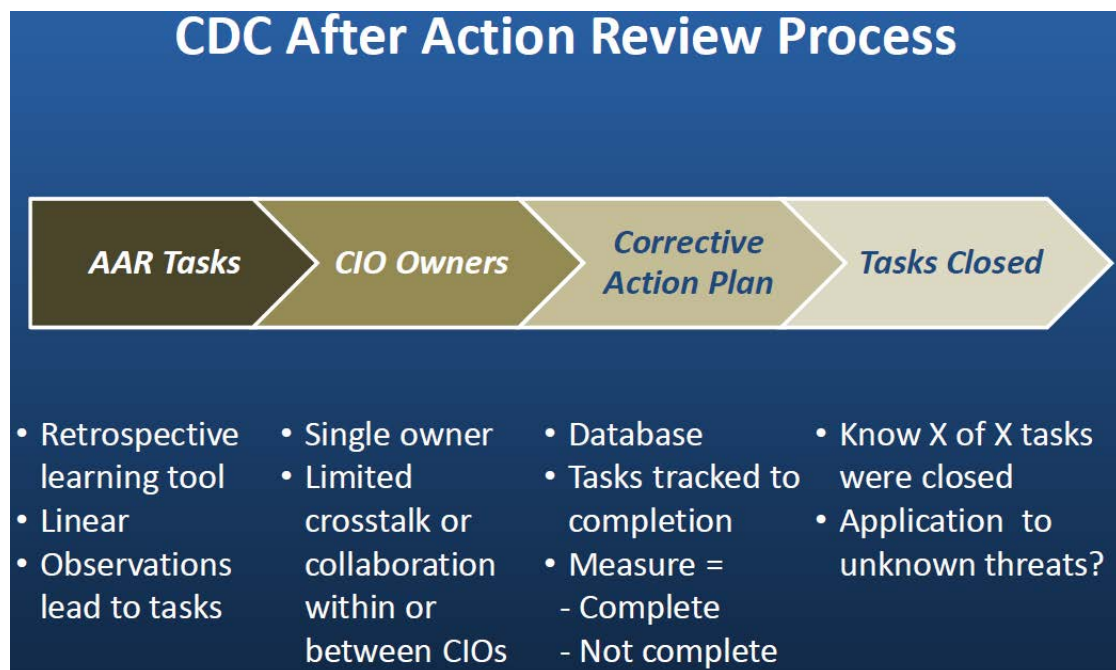 CDC After Action Review Process
AAR Tasks
CIO Owners
Corrective
Action Plan
Tasks Closed
• Retrospective
learning tool
• Linear
• Observations
lead to tasks
• Single owner
• Limited
crosstalk or
collaboration
within or
between CIOs
• Database
• Tasks tracked to
completion
• Measure =
- Complete
- Not complete
• Know X of X tasks
were closed
• Application to
unknown threats?